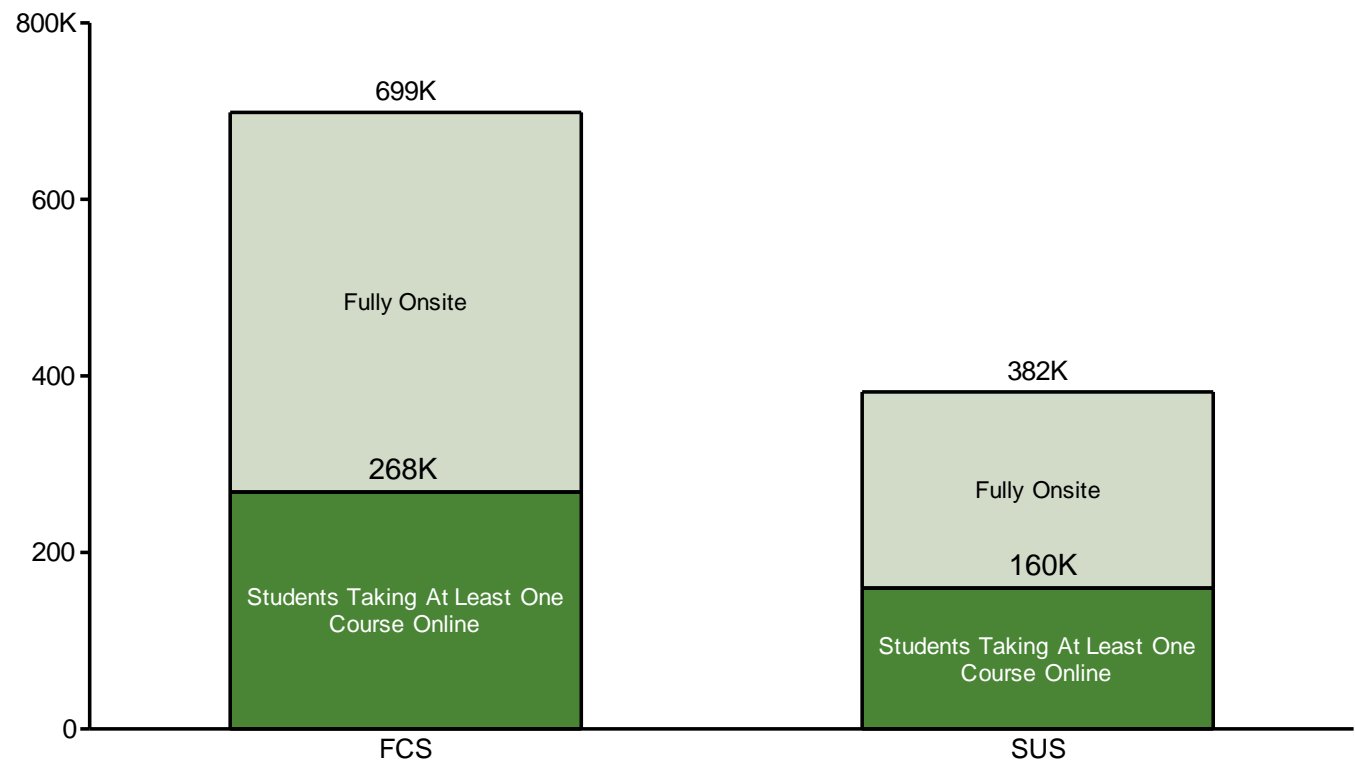 800K
699K
600
Fully Onsite
400
382K
268K
Fully Onsite
200
160K
Students Taking At Least One
Course Online
Students Taking At Least One
Course Online
0
FCS
SUS